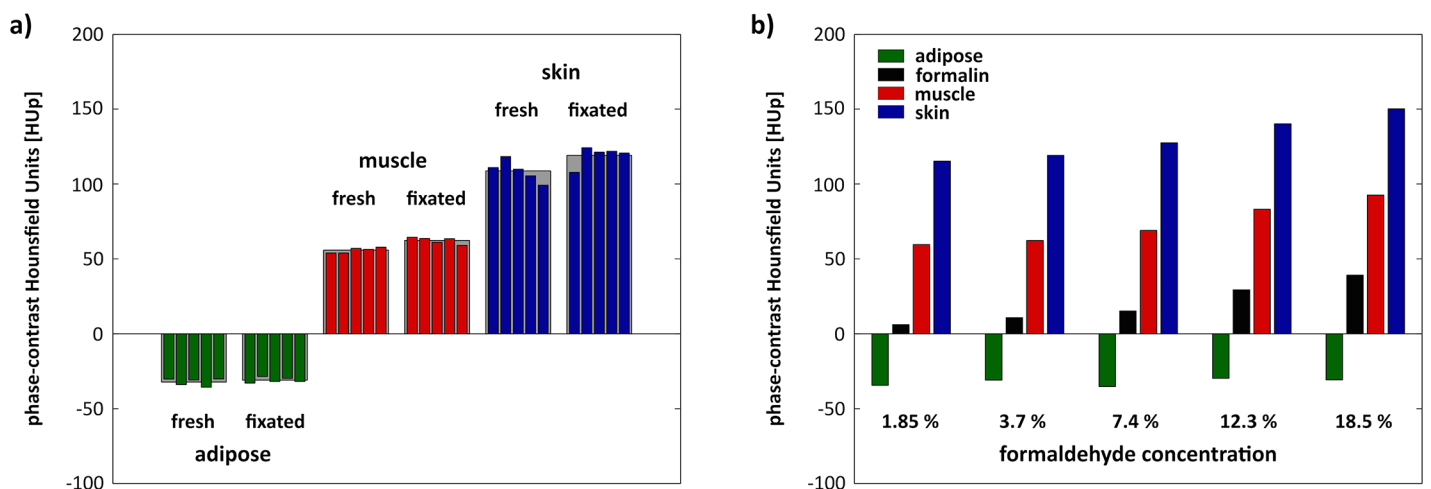 a)
phase-contrast Hounsfield Units [HUp]
200
150
100
50
0
-50
-100
skin
fresh fixated
muscle
fresh fixated
fresh fixated
adipose
b)
phase-contrast Hounsfield Units [HUp]
200
150
100
50
0
-50
-100
adipose
formalin
muscle
skin
1.85 % 3.7 % 7.4 % 12.3 % 18.5 %
formaldehyde concentration